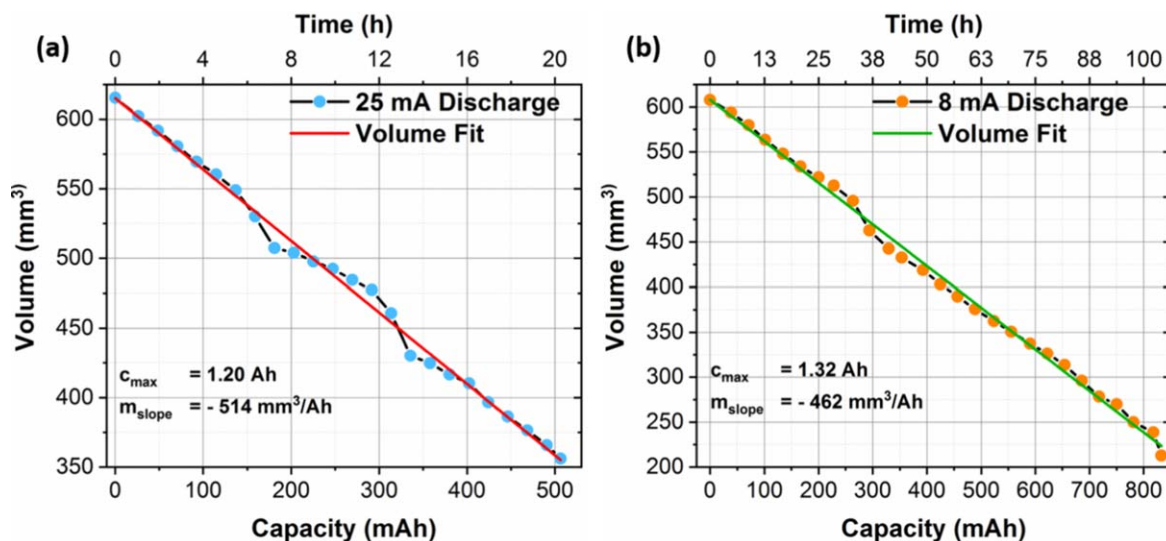 (a)
Time (h)
0 4 8 12 16 20
25 mA Discharge
Volume Fit
Volume (mm³)
600
550
500
450
400
350
c_max = 1.20 Ah
m_slope = - 514 mm³/Ah
0 100 200 300 400 500
Capacity (mAh)
(b)
Time (h)
0 13 25 38 50 63 75 88 100
8 mA Discharge
Volume Fit
Volume (mm³)
600
550
500
450
400
350
300
250
200
c_max = 1.32 Ah
m_slope = - 462 mm³/Ah
0 100 200 300 400 500 600 700 800
Capacity (mAh)